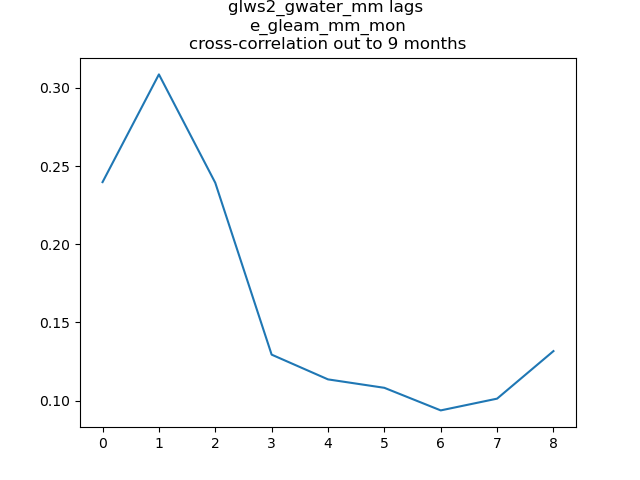 glws2_gwater_mm lags
e_gleam_mm_mon
cross-correlation out to 9 months
0.30
0.25
0.20
0.15
0.10
0 1 2 3 4 5 6 7 8